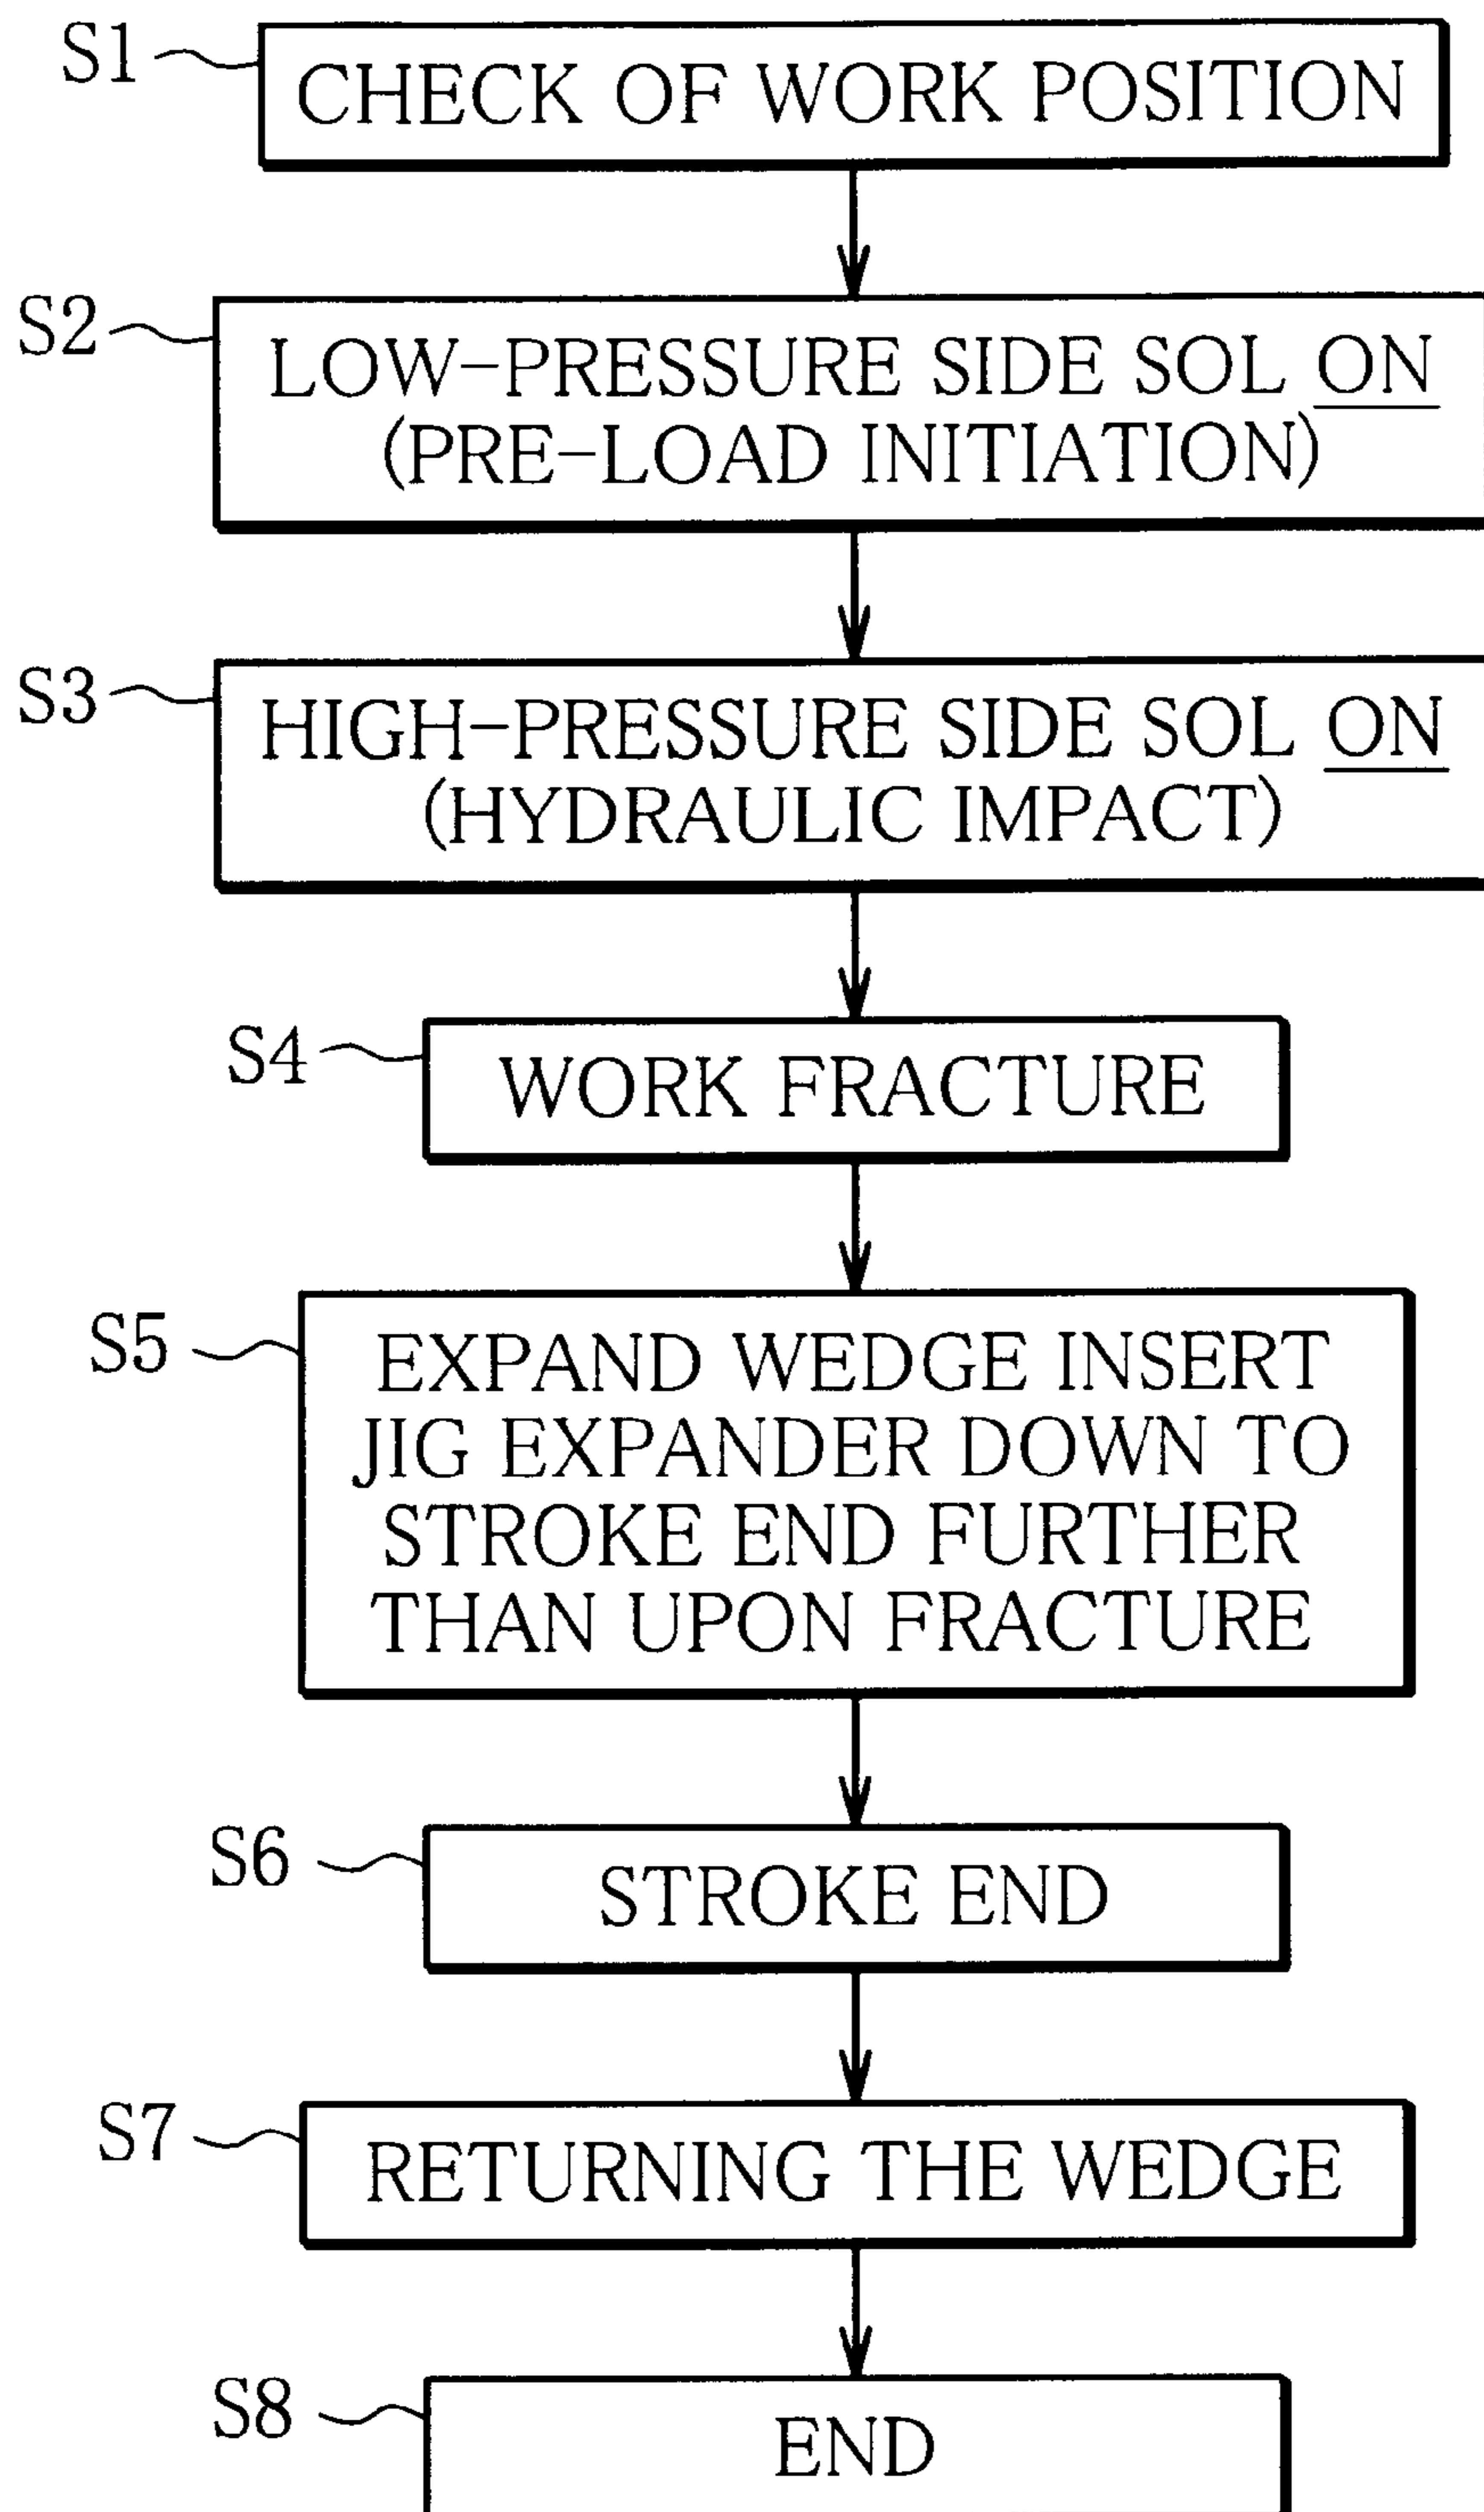 S1
CHECK OF WORK POSITION
S2
LOW-PRESSURE SIDE SOL ON
(PRE-LOAD INITIATION)
S3
HIGH-PRESSURE SIDE SOL ON
(HYDRAULIC IMPACT)
S4
WORK FRACTURE
S5
EXPAND WEDGE INSERT
JIG EXPANDER DOWN TO
STROKE END FURTHER
THAN UPON FRACTURE
S6
STROKE END
S7
RETURNING THE WEDGE
S8
END